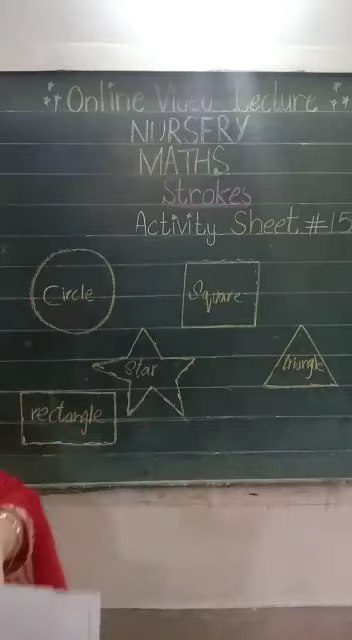 Online Video Lecture
NURSERY
MATHS
Strokes
Activity Sheet #15
Circle
Square
Star
triangle
rectangle